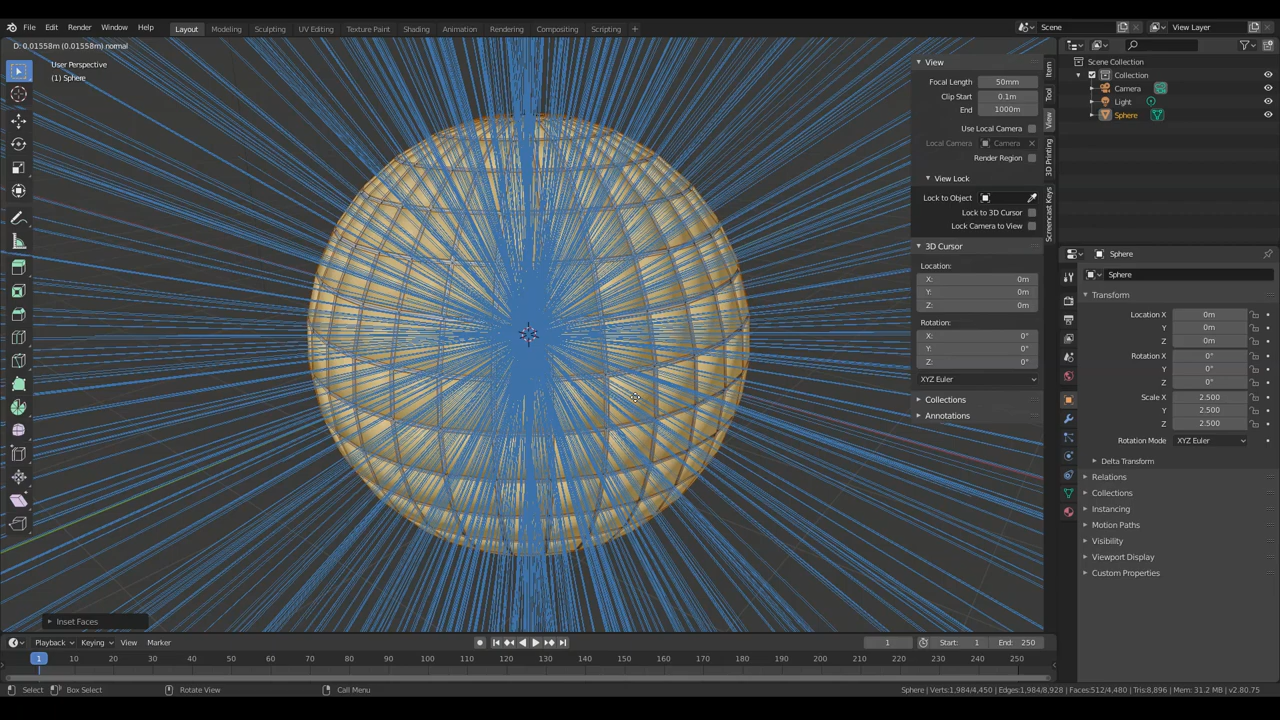 File Edit Render Window Help
Layout Modeling Sculpting UV Editing Texture Paint Shading Animation Rendering Compositing Scripting +
Scene
View Layer
D: 0.01558m (0.01558m) normal
User Perspective
(1) Sphere
View
Focal Length 50mm
Clip Start 0.1m
End 1000m
Use Local Camera
Local Camera Camera
Render Region
View Lock
Lock to Object
Lock to 3D Cursor
Lock Camera to View
3D Cursor
Location:
X: 0m
Y: 0m
Z: 0m
Rotation:
X: 0°
Y: 0°
Z: 0°
XYZ Euler
Collections
Annotations
Item
Tool
View
3D Printing
Screencast Keys
Scene Collection
Collection
Camera
Light
Sphere
Sphere
Sphere
Transform
Location X 0m
Y 0m
Z 0m
Rotation X 0°
Y 0°
Z 0°
Scale X 2.500
Y 2.500
Z 2.500
Rotation Mode XYZ Euler
Delta Transform
Relations
Collections
Instancing
Motion Paths
Visibility
Viewport Display
Custom Properties
Inset Faces
Playback Keying View Marker
1 Start: 1 End: 250
1 10 20 30 40 50 60 70 80 90 100 110 120 130 140 150 160 170 180 190 200 210 220 230 240 250
Select Box Select Rotate View Call Menu
Sphere | Verts:1,984/4,450 | Edges:1,984/8,928 | Faces:512/4,480 | Tris:8,896 | Mem: 31.2 MB | v2.80.75